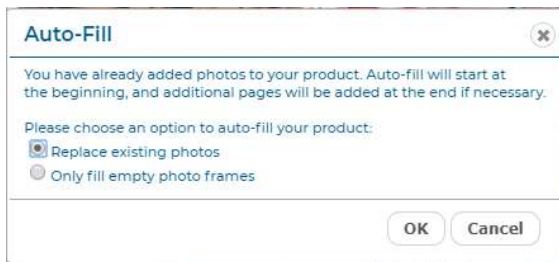 Auto-Fill
You have already added photos to your product. Auto-fill will start at
the beginning, and additional pages will be added at the end if necessary.
Please choose an option to auto-fill your product:
Replace existing photos
Only fill empty photo frames
OK Cancel